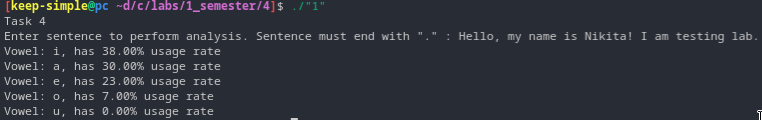 [keep-simple@pc ~d/c/labs/1_semester/4]$ ./"1"
Task 4
Enter sentence to perform analysis. Sentence must end with "." : Hello, my name is Nikita! I am testing lab.
Vowel: i, has 38.00% usage rate
Vowel: a, has 30.00% usage rate
Vowel: e, has 23.00% usage rate
Vowel: o, has 7.00% usage rate
Vowel: u, has 0.00% usage rate